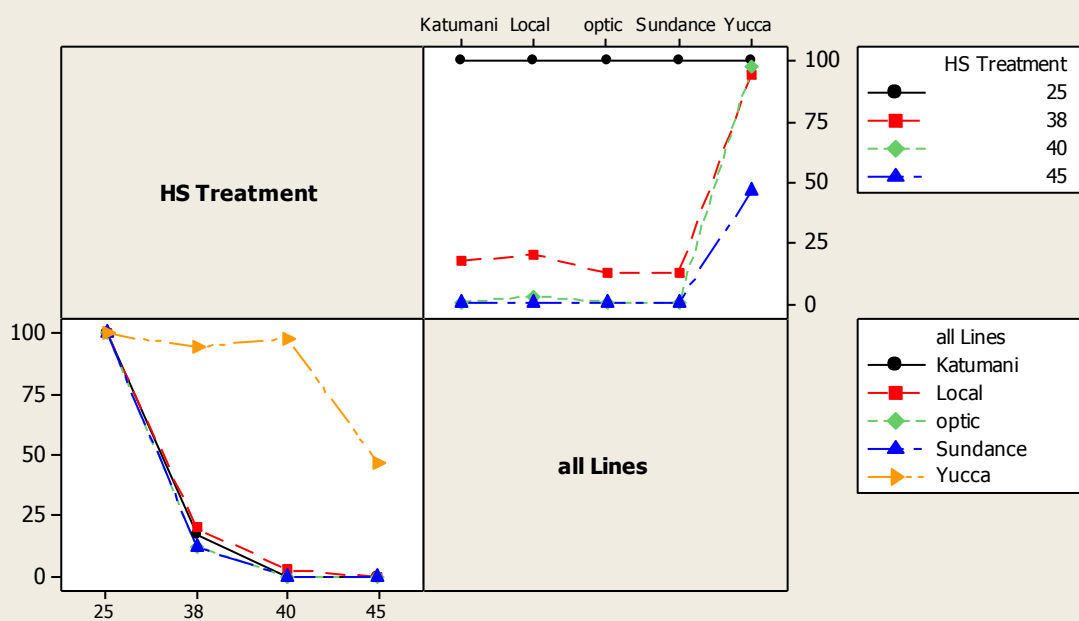 Katumani Local optic Sundance Yucca
100
75
50
25
0
HS Treatment
25
38
40
45
HS Treatment
100
75
50
25
0
all Lines
all Lines
Katumani
Local
optic
Sundance
Yucca
25 38 40 45